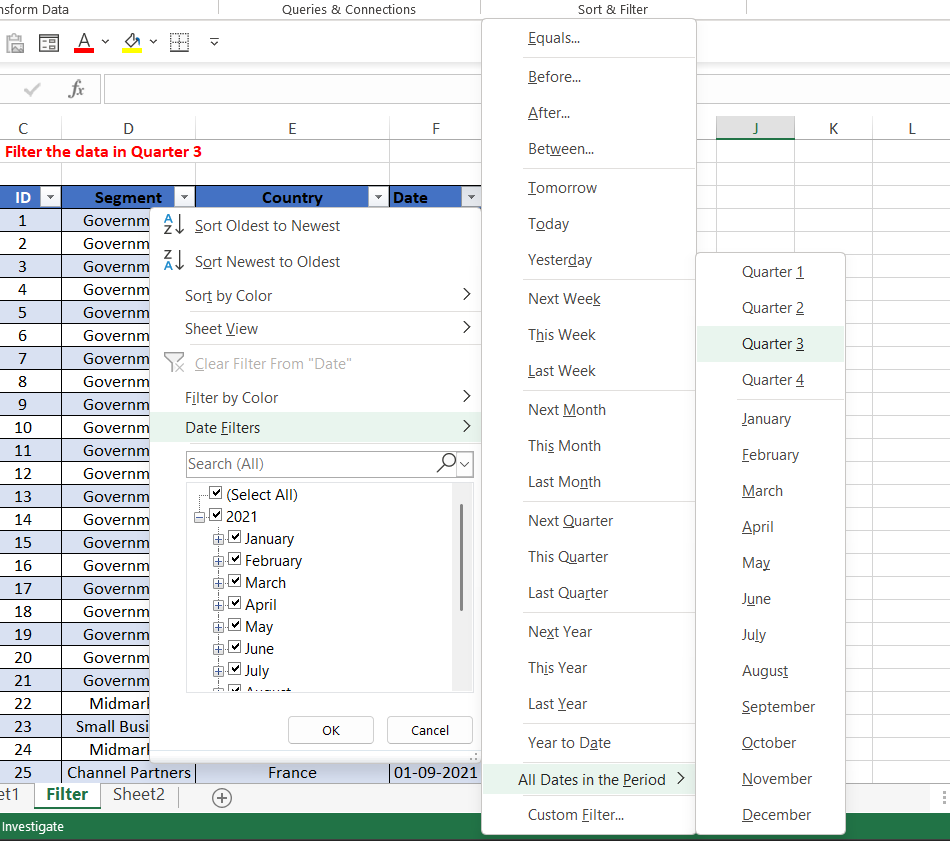 nsform Data
Queries & Connections
Sort & Filter
A
fx
C D E F J K L
Filter the data in Quarter 3
ID Segment Country Date
1 Governm
2 Governm
3 Governm
4 Governm
5 Governm
6 Governm
7 Governm
8 Governm
9 Governm
10 Governm
11 Governm
12 Governm
13 Governm
14 Governm
15 Governm
16 Governm
17 Governm
18 Governm
19 Governm
20 Governm
21 Governm
22 Midmark
23 Small Busi
24 Midmark
25 Channel Partners France 01-09-2021
Sort Oldest to Newest
Sort Newest to Oldest
Sort by Color
Sheet View
Clear Filter From "Date"
Filter by Color
Date Filters
Search (All)
(Select All)
2021
January
February
March
April
May
June
July
August
OK
Cancel
Equals...
Before...
After...
Between...
Tomorrow
Today
Yesterday
Next Week
This Week
Last Week
Next Month
This Month
Last Month
Next Quarter
This Quarter
Last Quarter
Next Year
This Year
Last Year
Year to Date
All Dates in the Period
Custom Filter...
Quarter 1
Quarter 2
Quarter 3
Quarter 4
January
February
March
April
May
June
July
August
September
October
November
December
et1
Filter
Sheet2
Investigate